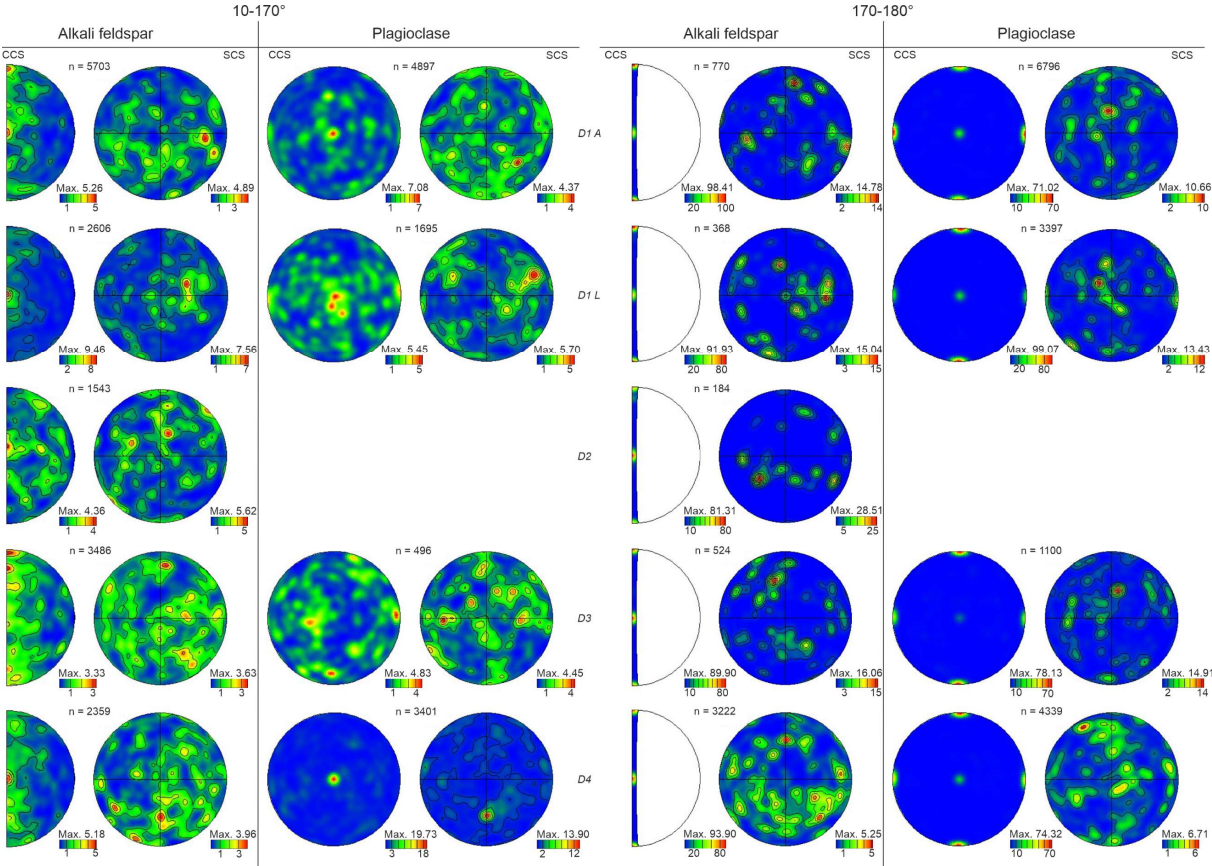 10-170° 170-180°
Alkali feldspar Plagioclase Alkali feldspar Plagioclase
CCS SCS CCS SCS CCS SCS CCS SCS
n = 5703 n = 4897 n = 770 n = 6796
D1 A
Max. 5.26 Max. 4.89 Max. 7.08 Max. 4.37 Max. 98.41 Max. 14.78 Max. 71.02 Max. 10.66
1 5 1 3 1 7 1 4 20 100 2 14 10 70 2 10
n = 2606 n = 1695 n = 368 n = 3397
D1 L
Max. 9.46 Max. 7.56 Max. 5.45 Max. 5.70 Max. 91.93 Max. 15.04 Max. 99.07 Max. 13.43
2 8 1 7 1 5 1 5 20 80 3 15 20 80 2 12
n = 1543 n = 184
D2
Max. 4.36 Max. 5.62 Max. 81.31 Max. 28.51
1 4 1 5 10 80 5 25
n = 3486 n = 496 n = 524 n = 1100
D3
Max. 3.33 Max. 3.63 Max. 4.83 Max. 4.45 Max. 89.90 Max. 16.06 Max. 78.13 Max. 14.91
1 3 1 3 1 4 1 4 10 80 3 15 10 70 2 14
n = 2359 n = 3401 n = 3222 n = 4339
D4
Max. 5.18 Max. 3.96 Max. 19.73 Max. 13.90 Max. 93.90 Max. 5.25 Max. 74.32 Max. 6.71
1 5 1 3 3 18 2 12 20 80 1 5 10 70 1 6